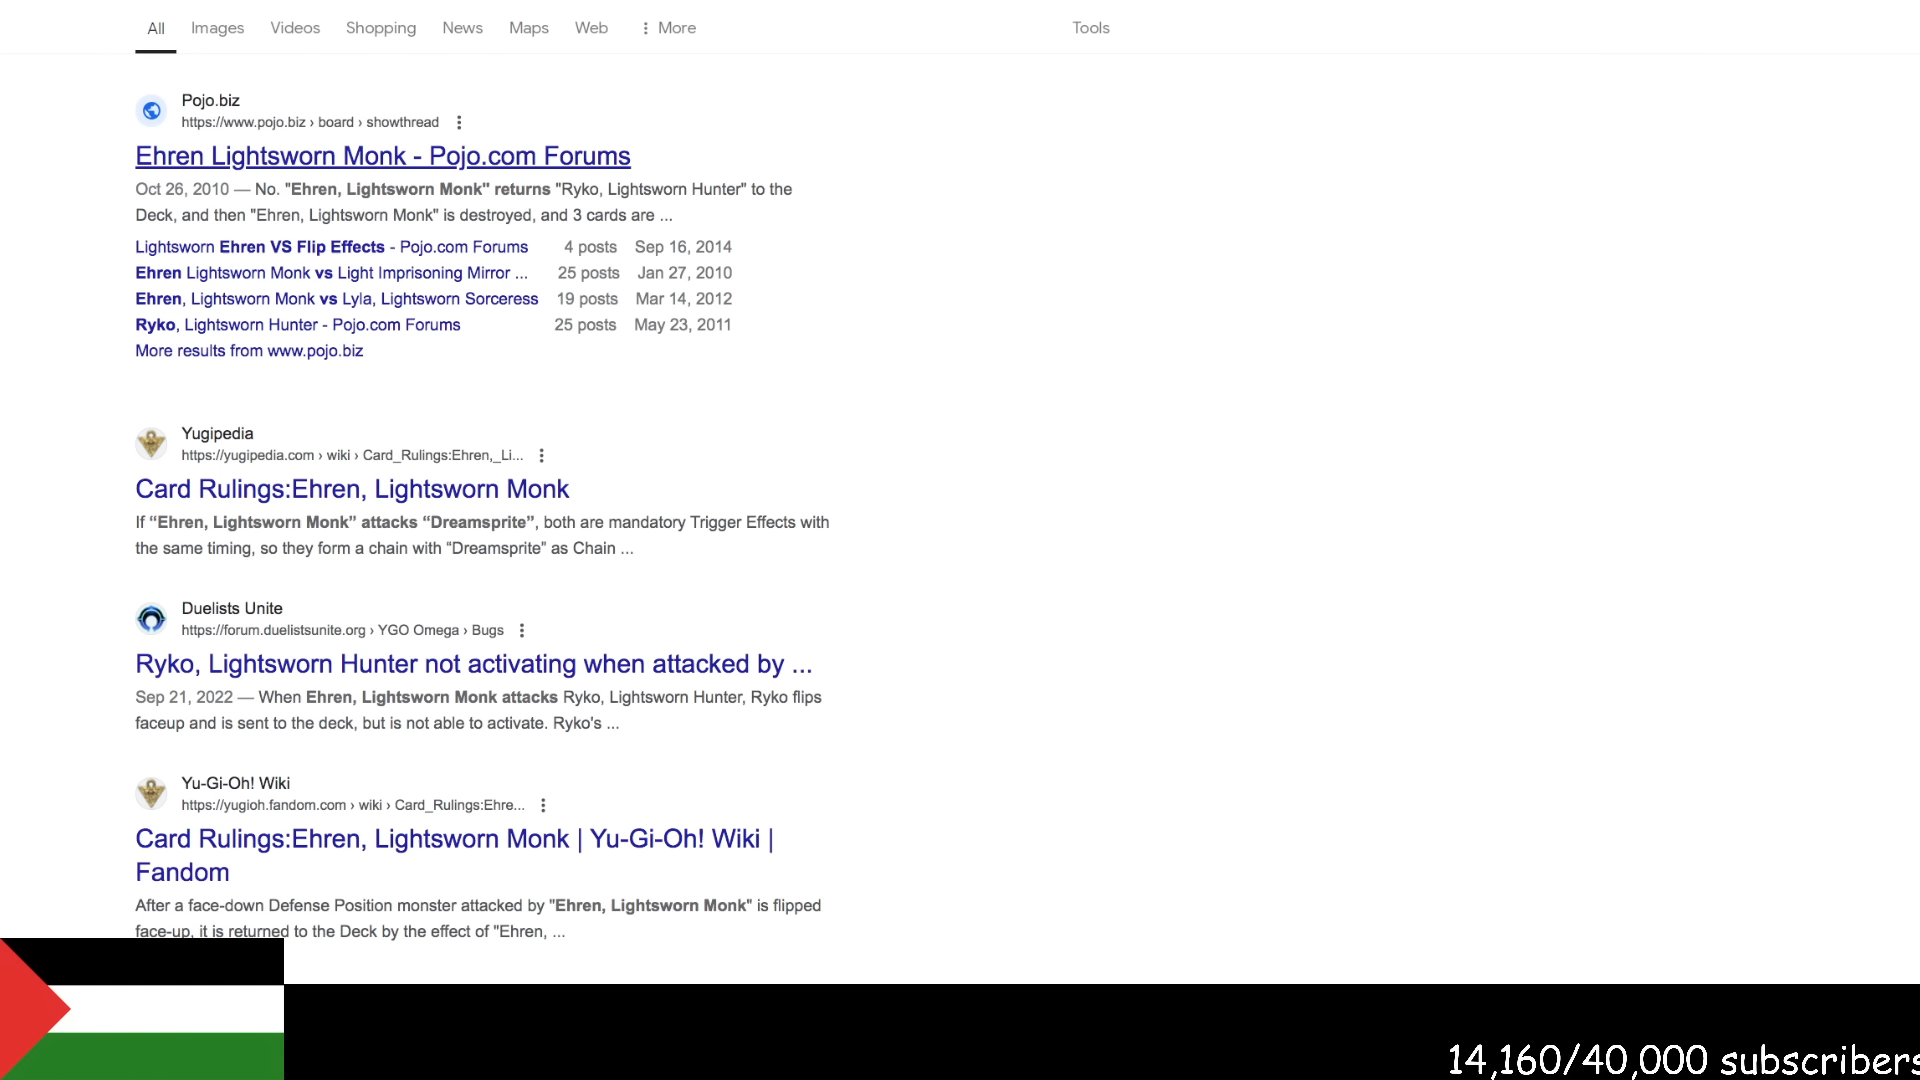 All Images Videos Shopping News Maps Web More Tools
Pojo.biz
https://www.pojo.biz › board › showthread
Ehren Lightsworn Monk - Pojo.com Forums
Oct 26, 2010 — No. "Ehren, Lightsworn Monk" returns "Ryko, Lightsworn Hunter" to the
Deck, and then "Ehren, Lightsworn Monk" is destroyed, and 3 cards are ...
Lightsworn Ehren VS Flip Effects - Pojo.com Forums 4 posts Sep 16, 2014
Ehren Lightsworn Monk vs Light Imprisoning Mirror ... 25 posts Jan 27, 2010
Ehren, Lightsworn Monk vs Lyla, Lightsworn Sorceress 19 posts Mar 14, 2012
Ryko, Lightsworn Hunter - Pojo.com Forums 25 posts May 23, 2011
More results from www.pojo.biz
Yugipedia
https://yugipedia.com › wiki › Card_Rulings:Ehren,_Li...
Card Rulings:Ehren, Lightsworn Monk
If “Ehren, Lightsworn Monk” attacks “Dreamsprite”, both are mandatory Trigger Effects with
the same timing, so they form a chain with “Dreamsprite” as Chain ...
Duelists Unite
https://forum.duelistsunite.org › YGO Omega › Bugs
Ryko, Lightsworn Hunter not activating when attacked by ...
Sep 21, 2022 — When Ehren, Lightsworn Monk attacks Ryko, Lightsworn Hunter, Ryko flips
faceup and is sent to the deck, but is not able to activate. Ryko's ...
Yu-Gi-Oh! Wiki
https://yugioh.fandom.com › wiki › Card_Rulings:Ehre...
Card Rulings:Ehren, Lightsworn Monk | Yu-Gi-Oh! Wiki |
Fandom
After a face-down Defense Position monster attacked by "Ehren, Lightsworn Monk" is flipped
face-up, it is returned to the Deck by the effect of "Ehren, ...
14,160/40,000 subscribers